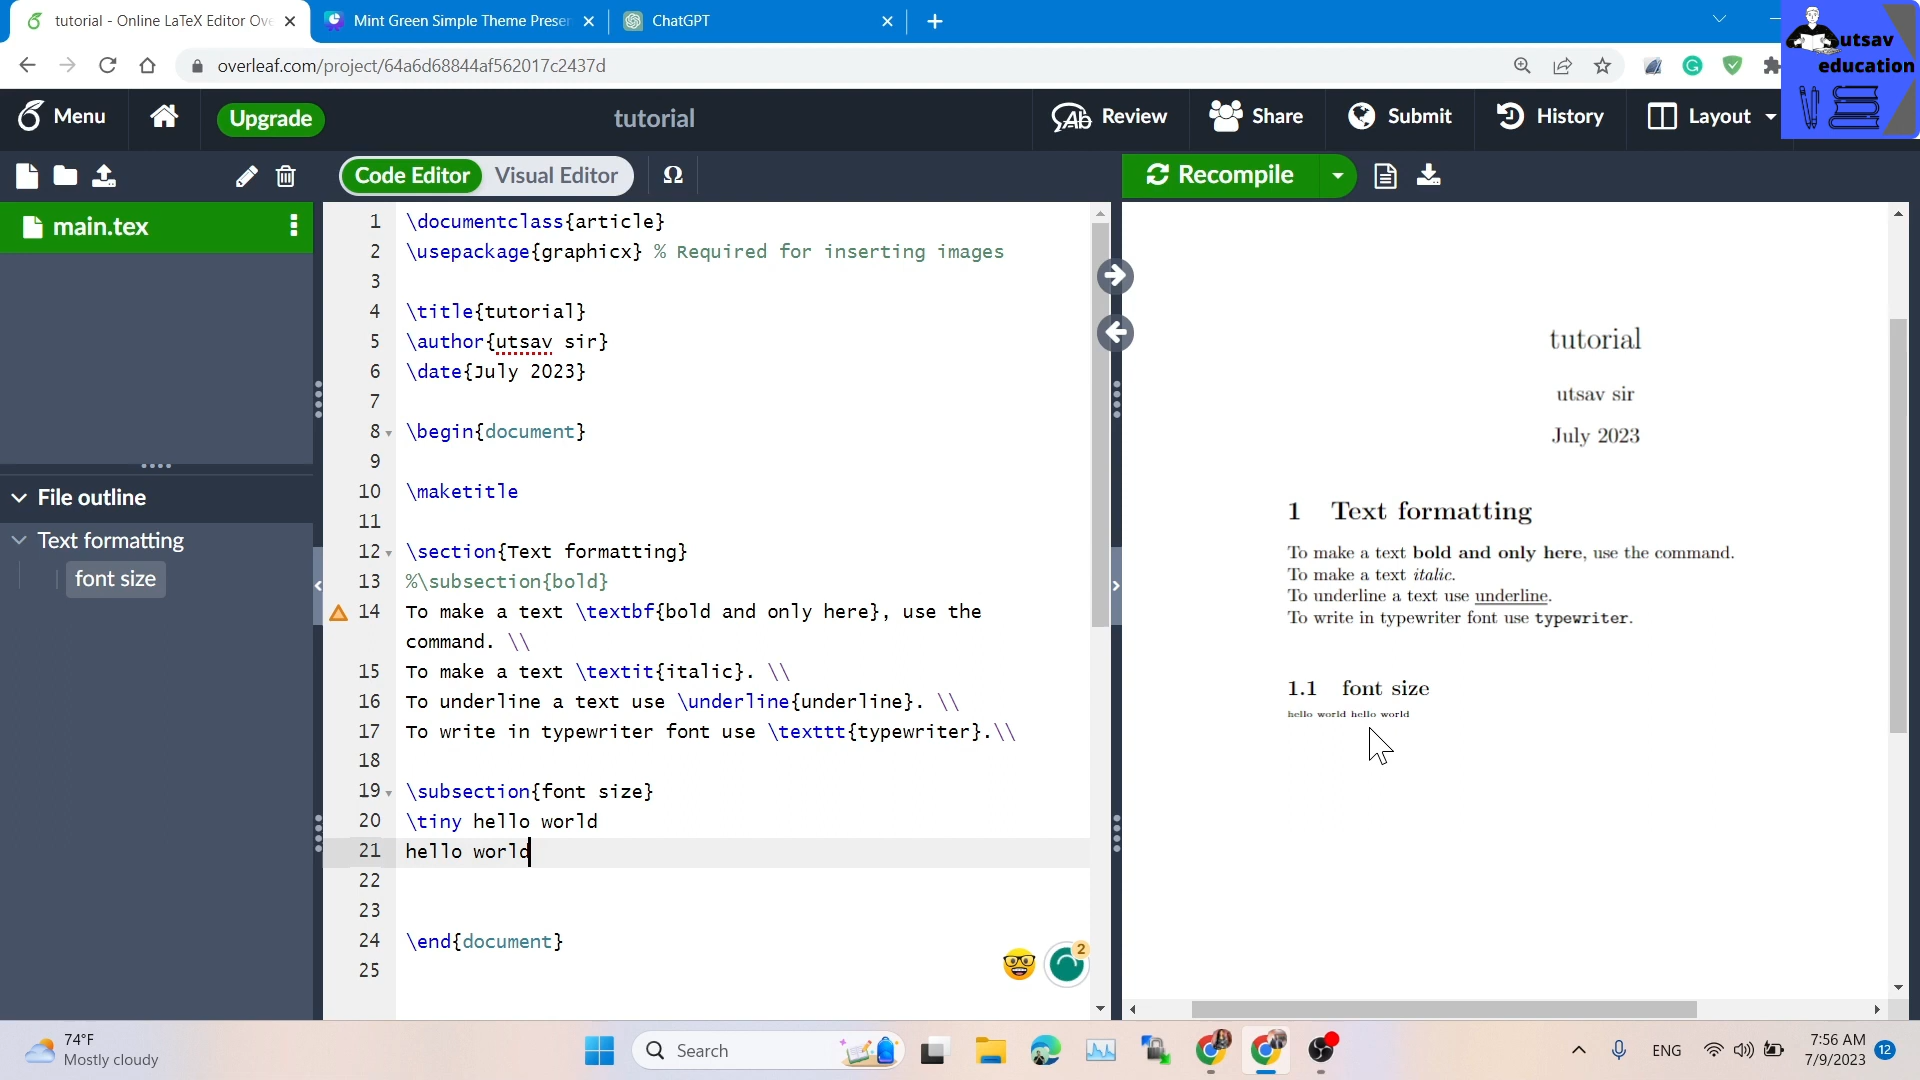 tutorial - Online LaTeX Editor Ove
Mint Green Simple Theme Presen
ChatGPT
overleaf.com/project/64a6d68844af562017c2437d
utsav
education
Menu
Upgrade
tutorial
Review
Share
Submit
History
Layout
Code Editor
Visual Editor
Ω
Recompile
main.tex
File outline
Text formatting
font size
1 \documentclass{article}
2 \usepackage{graphicx} % Required for inserting images
3
4 \title{tutorial}
5 \author{utsav sir}
6 \date{July 2023}
7
8 \begin{document}
9
10 \maketitle
11
12 \section{Text formatting}
13 %\subsection{bold}
14 To make a text \textbf{bold and only here}, use the
command. \\
15 To make a text \textit{italic}. \\
16 To underline a text use \underline{underline}. \\
17 To write in typewriter font use \texttt{typewriter}.\\
18
19 \subsection{font size}
20 \tiny hello world
21 hello world
22
23
24 \end{document}
25
2
tutorial
utsav sir
July 2023
1 Text formatting
To make a text bold and only here, use the command.
To make a text italic.
To underline a text use underline.
To write in typewriter font use typewriter.
1.1 font size
hello world hello world
74°F
Mostly cloudy
Search
ENG
7:56 AM
7/9/2023
12